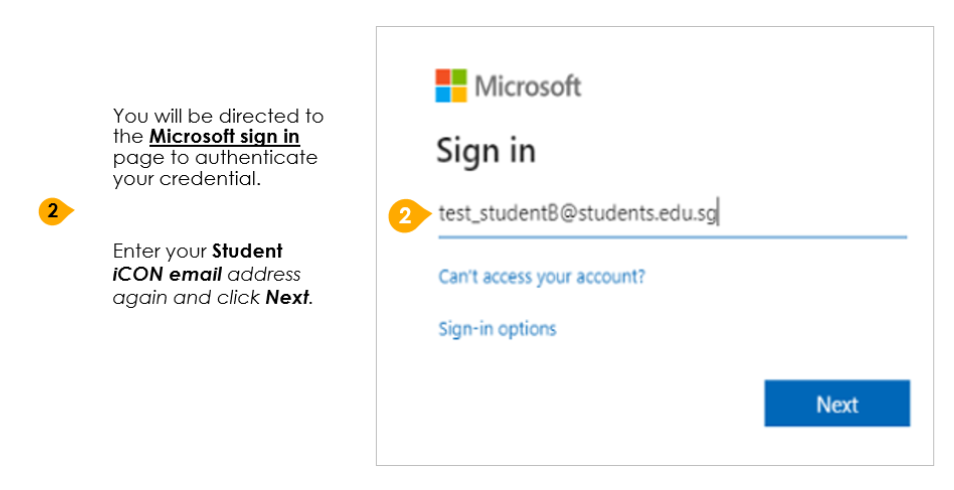 You will be directed to
the Microsoft sign in
page to authenticate
your credential.
2
Enter your Student
iCON email address
again and click Next.
Microsoft
Sign in
2
test_studentB@students.edu.sg
Can't access your account?
Sign-in options
Next